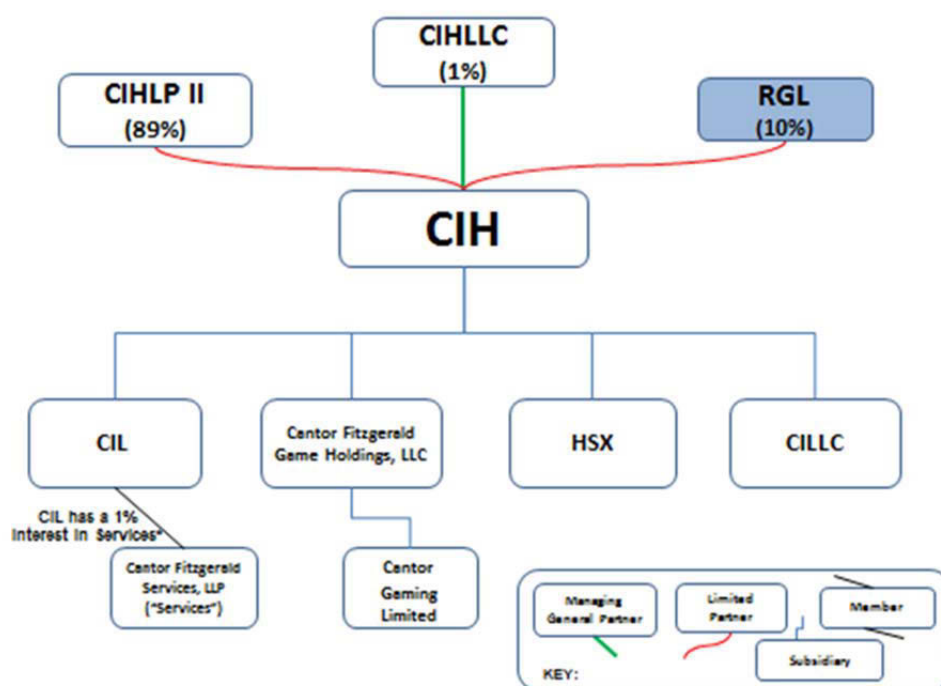 CIHLLC
(1%)
CIHLP II
(89%)
RGL
(10%)
CIH
CIL
Cantor Fitzgerald
Game Holdings, LLC
HSX
CILLC
CIL has a 1%
Interest in Services*
Cantor Fitzgerald
Services, LLP
("Services")
Cantor
Gaming
Limited
Managing
General Partner
Limited
Partner
Member
Subsidiary
KEY: